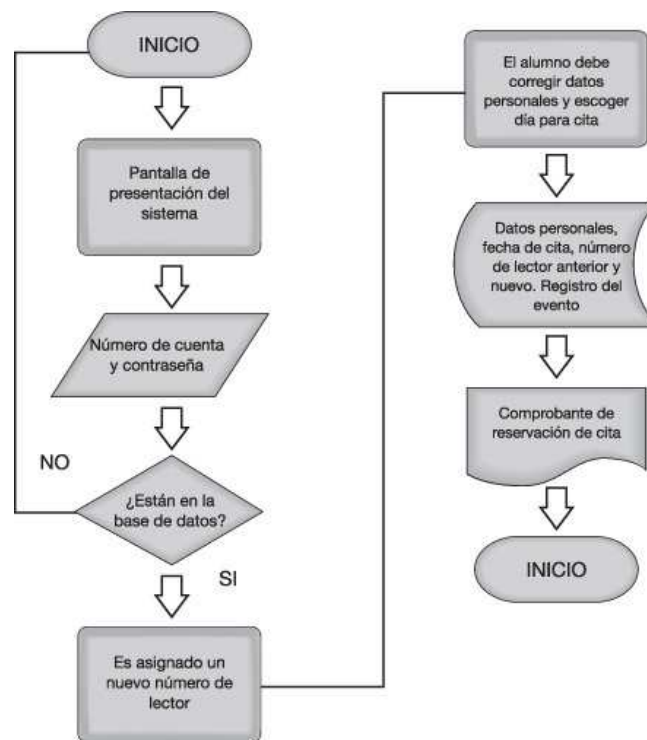 INICIO
Pantalla de
presentación del
sistema
Número de cuenta
y contraseña
NO
¿Están en la
base de datos?
SI
Es asignado un
nuevo número de
lector
El alumno debe
corregir datos
personales y escoger
día para cita
Datos personales,
fecha de cita, número
de lector anterior y
nuevo. Registro del
evento
Comprobante de
reservación de cita
INICIO